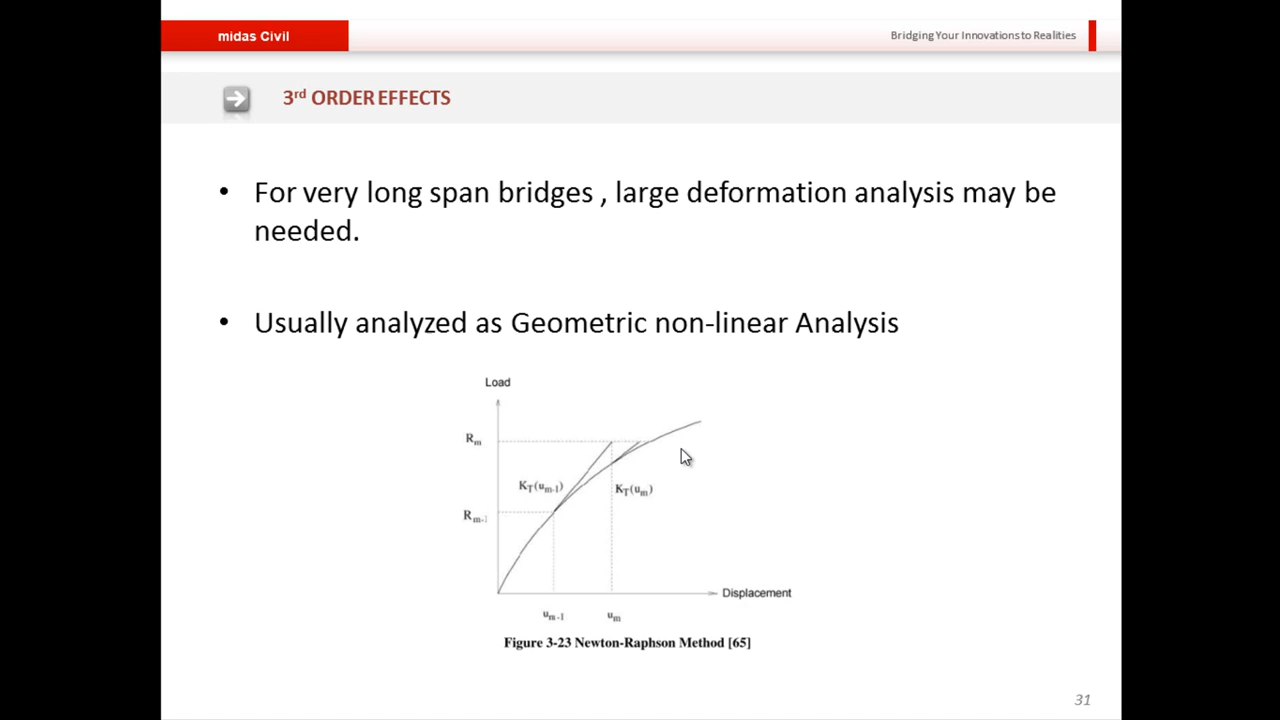 midas Civil
Bridging Your Innovations to Realities
3rd ORDER EFFECTS
• For very long span bridges , large deformation analysis may be
needed.
• Usually analyzed as Geometric non-linear Analysis
Load
Rm
KT(um-1)
KT(um)
Rm-1
Displacement
um-1
um
Figure 3-23 Newton-Raphson Method [65]
31